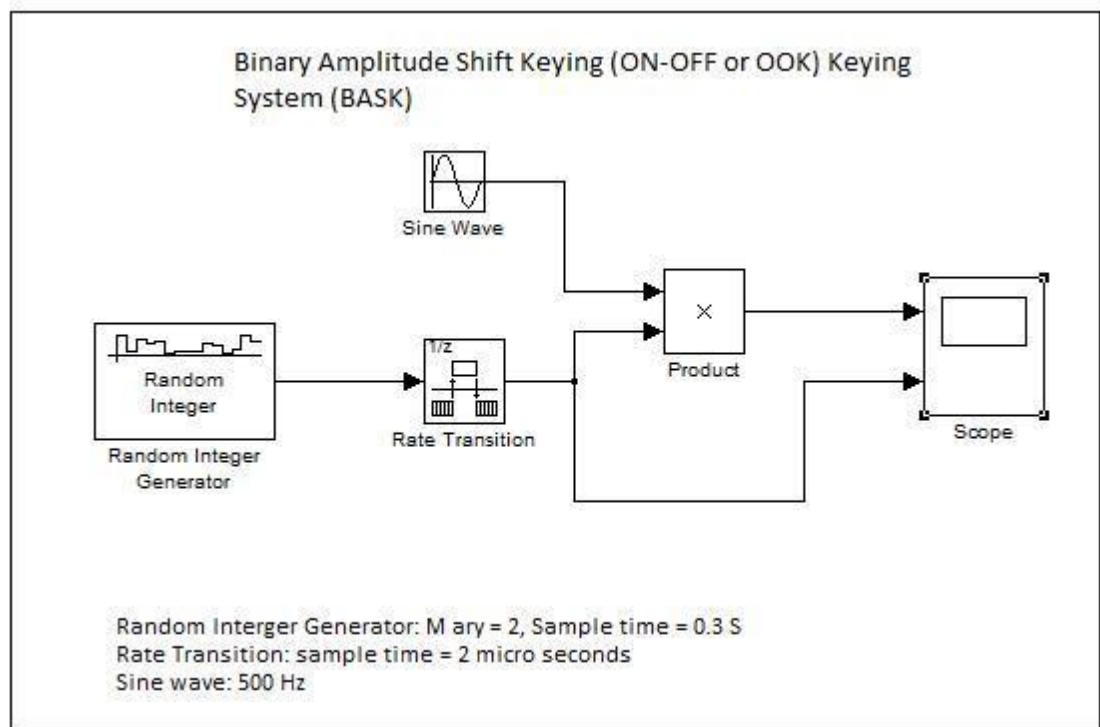 Binary Amplitude Shift Keying (ON-OFF or OOK) Keying
System (BASK)
Sine Wave
Random
Integer
Random Integer
Generator
1/z
Rate Transition
×
Product
Scope
Random Interger Generator: M ary = 2, Sample time = 0.3 S
Rate Transition: sample time = 2 micro seconds
Sine wave: 500 Hz